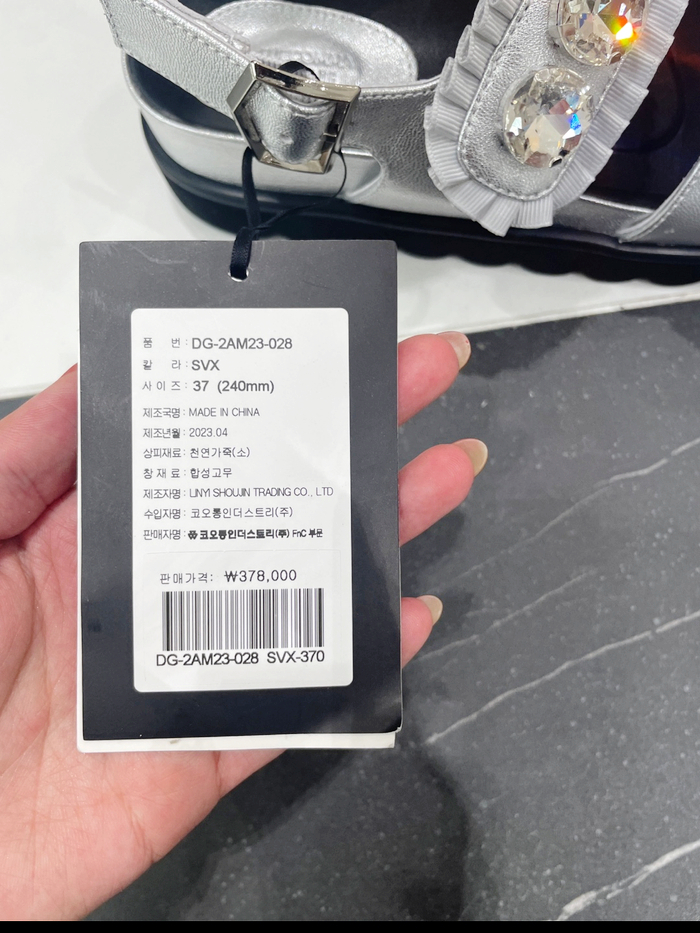 품 번 : DG-2AM23-028
칼 라 : SVX
사 이 즈 : 37 (240mm)
제조국명 : MADE IN CHINA
제조년월 : 2023.04
상피재료 : 천연가죽(소)
창 재 료 : 합성고무
제조자명 : LINYI SHOUJIN TRADING CO., LTD
수입자명 : 코오롱인더스트리(주)
판매자명 : 코오롱인더스트리(주) FnC 부문
판매가격: ₩378,000
DG-2AM23-028 SVX-370